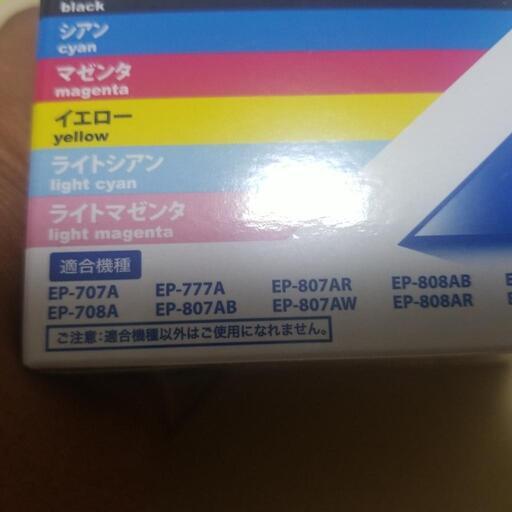 black
シアン
cyan
マゼンタ
magenta
イエロー
yellow
ライトシアン
light cyan
ライトマゼンタ
light magenta
適合機種
EP-707A EP-777A EP-807AR EP-808AB
EP-708A EP-807AB EP-807AW EP-808AR
ご注意:適合機種以外はご使用になれません。